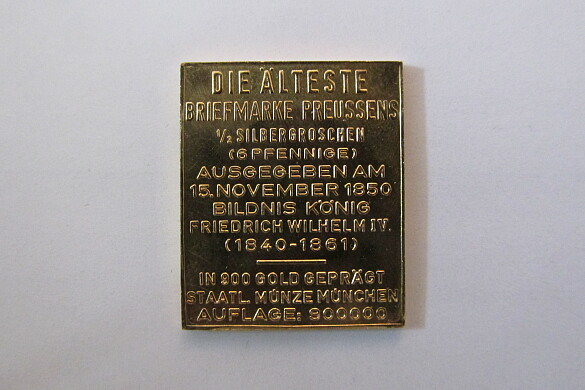 DIE ÄLTESTE
BRIEFMARKE PREUSSENS
1/2 SILBERGROSCHEN
(6 PFENNIGE)
AUSGEGEBEN AM
15. NOVEMBER 1850
BILDNIS KÖNIG
FRIEDRICH WILHELM IV.
(1840-1861)
IN 900 GOLD GEPRÄGT
STAATL. MÜNZE MÜNCHEN
AUFLAGE: